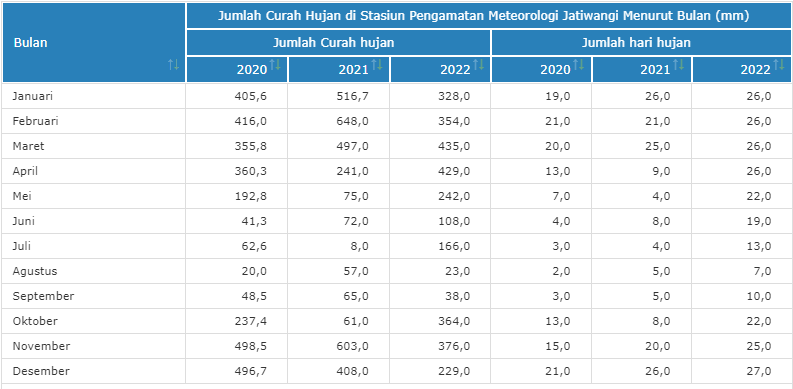 Bulan
Jumlah Curah Hujan di Stasiun Pengamatan Meteorologi Jatiwangi Menurut Bulan (mm)
Jumlah Curah hujan Jumlah hari hujan
2020 2021 2022 2020 2021 2022
Januari 405,6 516,7 328,0 19,0 26,0 26,0
Februari 416,0 648,0 354,0 21,0 21,0 26,0
Maret 355,8 497,0 435,0 20,0 25,0 26,0
April 360,3 241,0 429,0 13,0 9,0 26,0
Mei 192,8 75,0 242,0 7,0 4,0 22,0
Juni 41,3 72,0 108,0 4,0 8,0 19,0
Juli 62,6 8,0 166,0 3,0 4,0 13,0
Agustus 20,0 57,0 23,0 2,0 5,0 7,0
September 48,5 65,0 38,0 3,0 5,0 10,0
Oktober 237,4 61,0 364,0 13,0 8,0 22,0
November 498,5 603,0 376,0 15,0 20,0 25,0
Desember 496,7 408,0 229,0 21,0 26,0 27,0